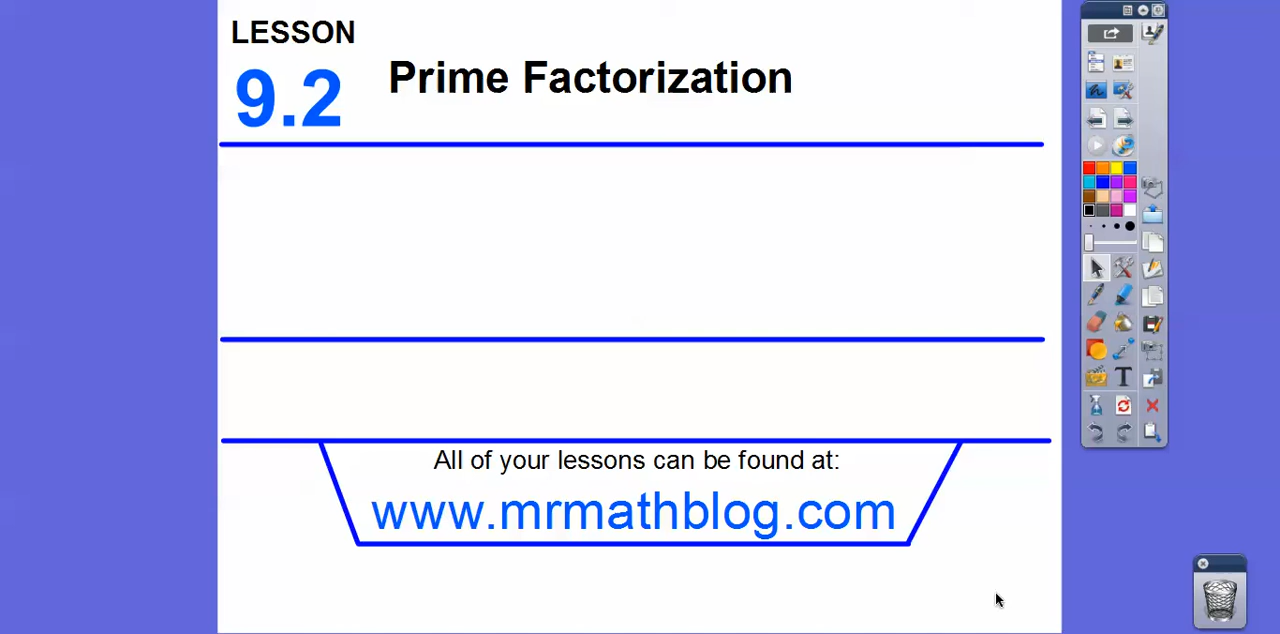 LESSON
9.2
Prime Factorization
All of your lessons can be found at:
www.mrmathblog.com